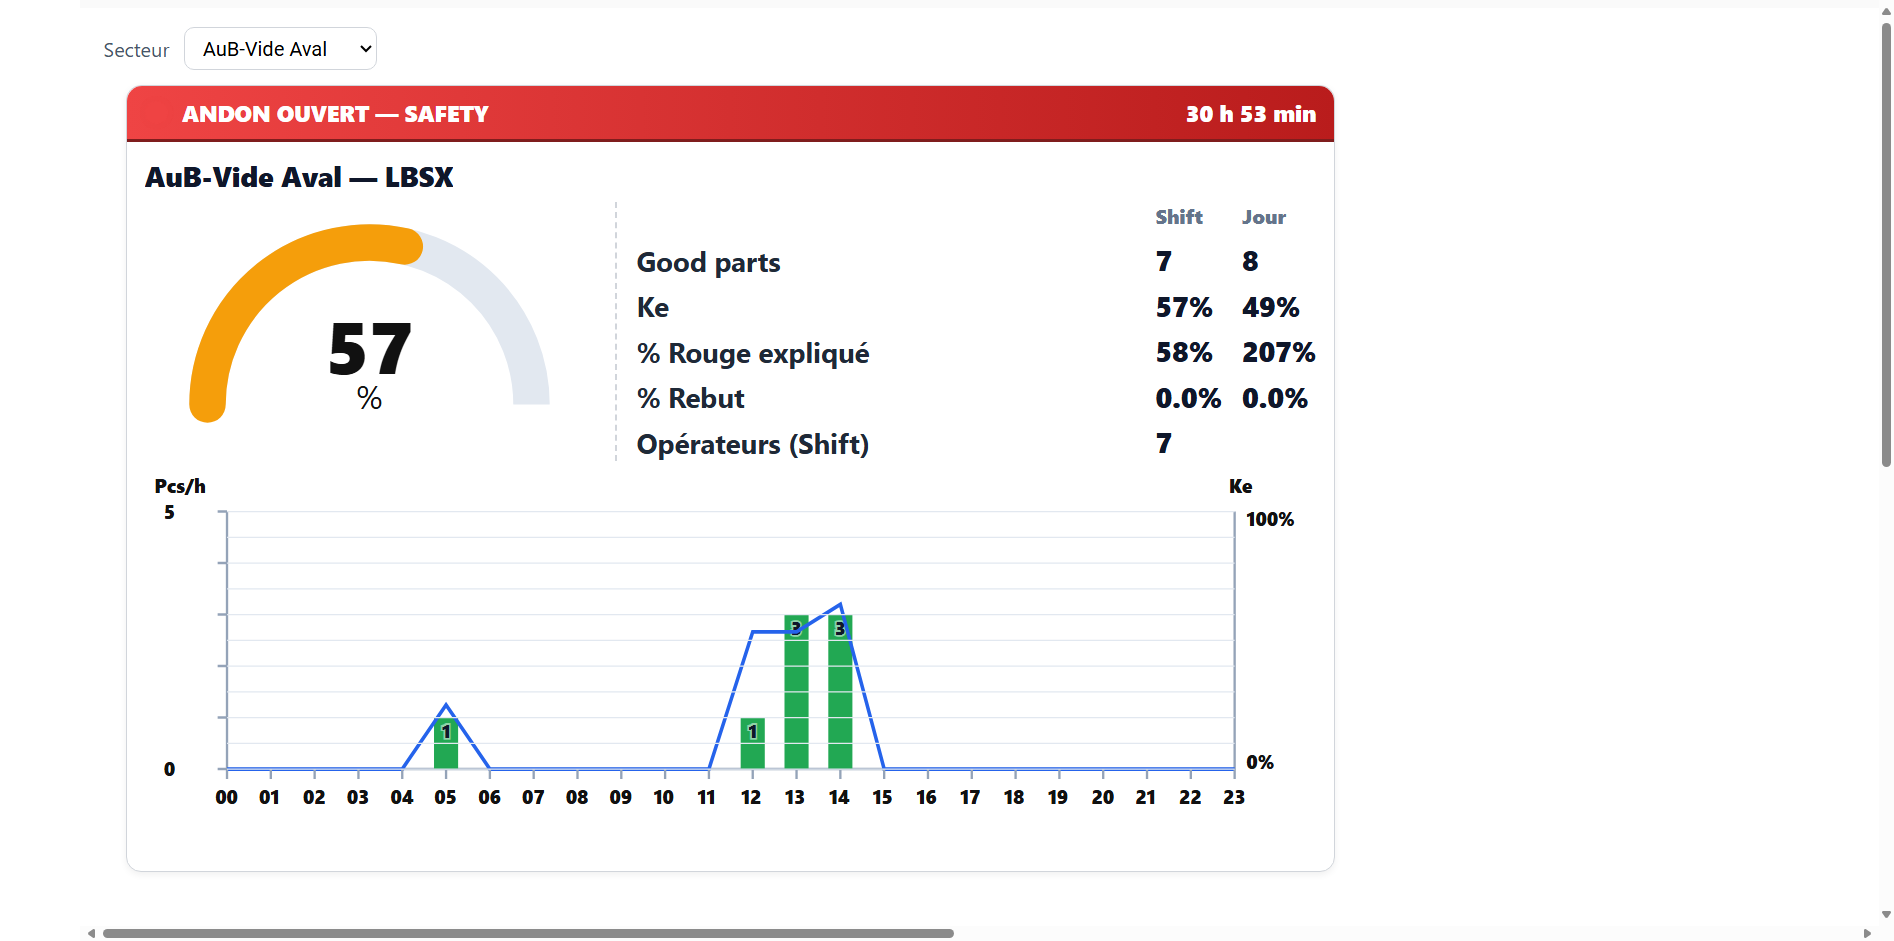 Secteur AuB-Vide Aval
ANDON OUVERT — SAFETY 30 h 53 min
AuB-Vide Aval — LBSX
Shift Jour
Good parts 7 8
Ke 57% 49%
% Rouge expliqué 58% 207%
% Rebut 0.0% 0.0%
Opérateurs (Shift) 7
57
%
Pcs/h Ke
5 100%
3 3
1 1
0 0%
00 01 02 03 04 05 06 07 08 09 10 11 12 13 14 15 16 17 18 19 20 21 22 23